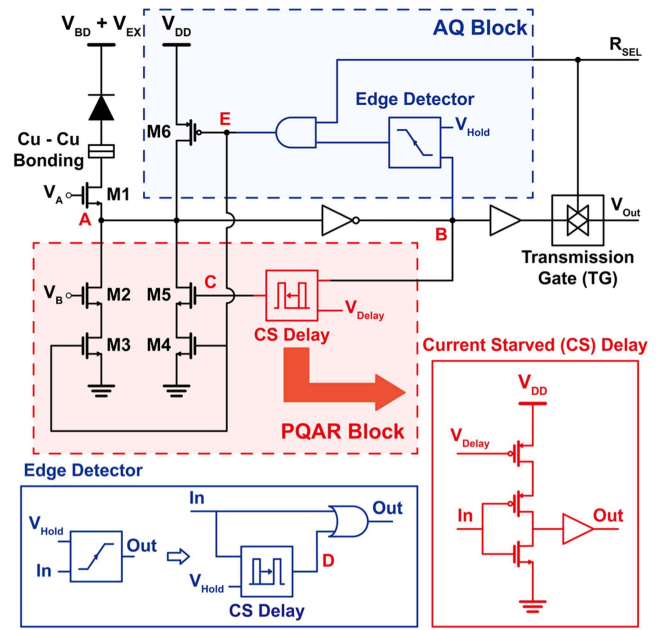 V_BD + V_EX
V_DD
AQ Block
R_SEL
Edge Detector
V_Hold
E
M6
Cu - Cu
Bonding
V_A
M1
A
B
V_Out
Transmission
Gate (TG)
V_B
M2
M5
C
V_Delay
CS Delay
M3
M4
PQAR Block
Current Starved (CS) Delay
V_DD
V_Delay
In
Out
Edge Detector
V_Hold
In
Out
In
Out
D
V_Hold
CS Delay